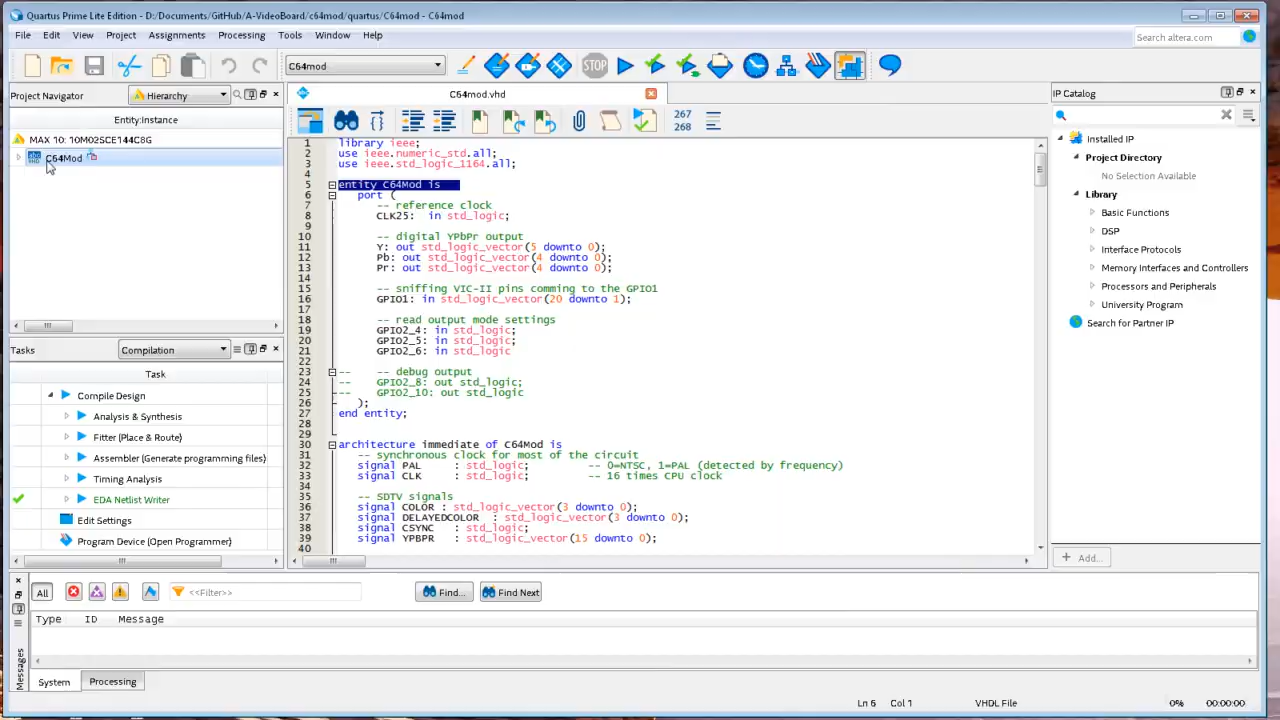 Quartus Prime Lite Edition - D:/Documents/GitHub/A-VideoBoard/c64mod/quartus/C64mod - C64mod
File Edit View Project Assignments Processing Tools Window Help
Search altera.com
C64mod
STOP
Project Navigator
Hierarchy
Entity:Instance
MAX 10: 10M02SCE144C8G
C64Mod
Tasks
Compilation
Task
Compile Design
Analysis & Synthesis
Fitter (Place & Route)
Assembler (Generate programming files)
Timing Analysis
EDA Netlist Writer
Edit Settings
Program Device (Open Programmer)
C64mod.vhd
267
268
1 library ieee;
2 use ieee.numeric_std.all;
3 use ieee.std_logic_1164.all;
4
5 entity C64Mod is
6 port (
7 -- reference clock
8 CLK25: in std_logic;
9
10 -- digital YPbPr output
11 Y: out std_logic_vector(5 downto 0);
12 Pb: out std_logic_vector(4 downto 0);
13 Pr: out std_logic_vector(4 downto 0);
14
15 -- sniffing VIC-II pins comming to the GPIO1
16 GPIO1: in std_logic_vector(20 downto 1);
17
18 -- read output mode settings
19 GPIO2_4: in std_logic;
20 GPIO2_5: in std_logic;
21 GPIO2_6: in std_logic
22
23 -- -- debug output
24 -- GPIO2_8: out std_logic;
25 -- GPIO2_10: out std_logic
26 );
27 end entity;
28
29
30 architecture immediate of C64Mod is
31 -- synchronous clock for most of the circuit
32 signal PAL : std_logic; -- 0=NTSC, 1=PAL (detected by frequency)
33 signal CLK : std_logic; -- 16 times CPU clock
34
35 -- SDTV signals
36 signal COLOR : std_logic_vector(3 downto 0);
37 signal DELAYEDCOLOR : std_logic_vector(3 downto 0);
38 signal CSYNC : std_logic;
39 signal YPBPR : std_logic_vector(15 downto 0);
40
IP Catalog
Installed IP
Project Directory
No Selection Available
Library
Basic Functions
DSP
Interface Protocols
Memory Interfaces and Controllers
Processors and Peripherals
University Program
Search for Partner IP
+ Add...
All
<<Filter>>
Find...
Find Next
Type ID Message
Messages
System Processing
Ln 6 Col 1 VHDL File 0% 00:00:00